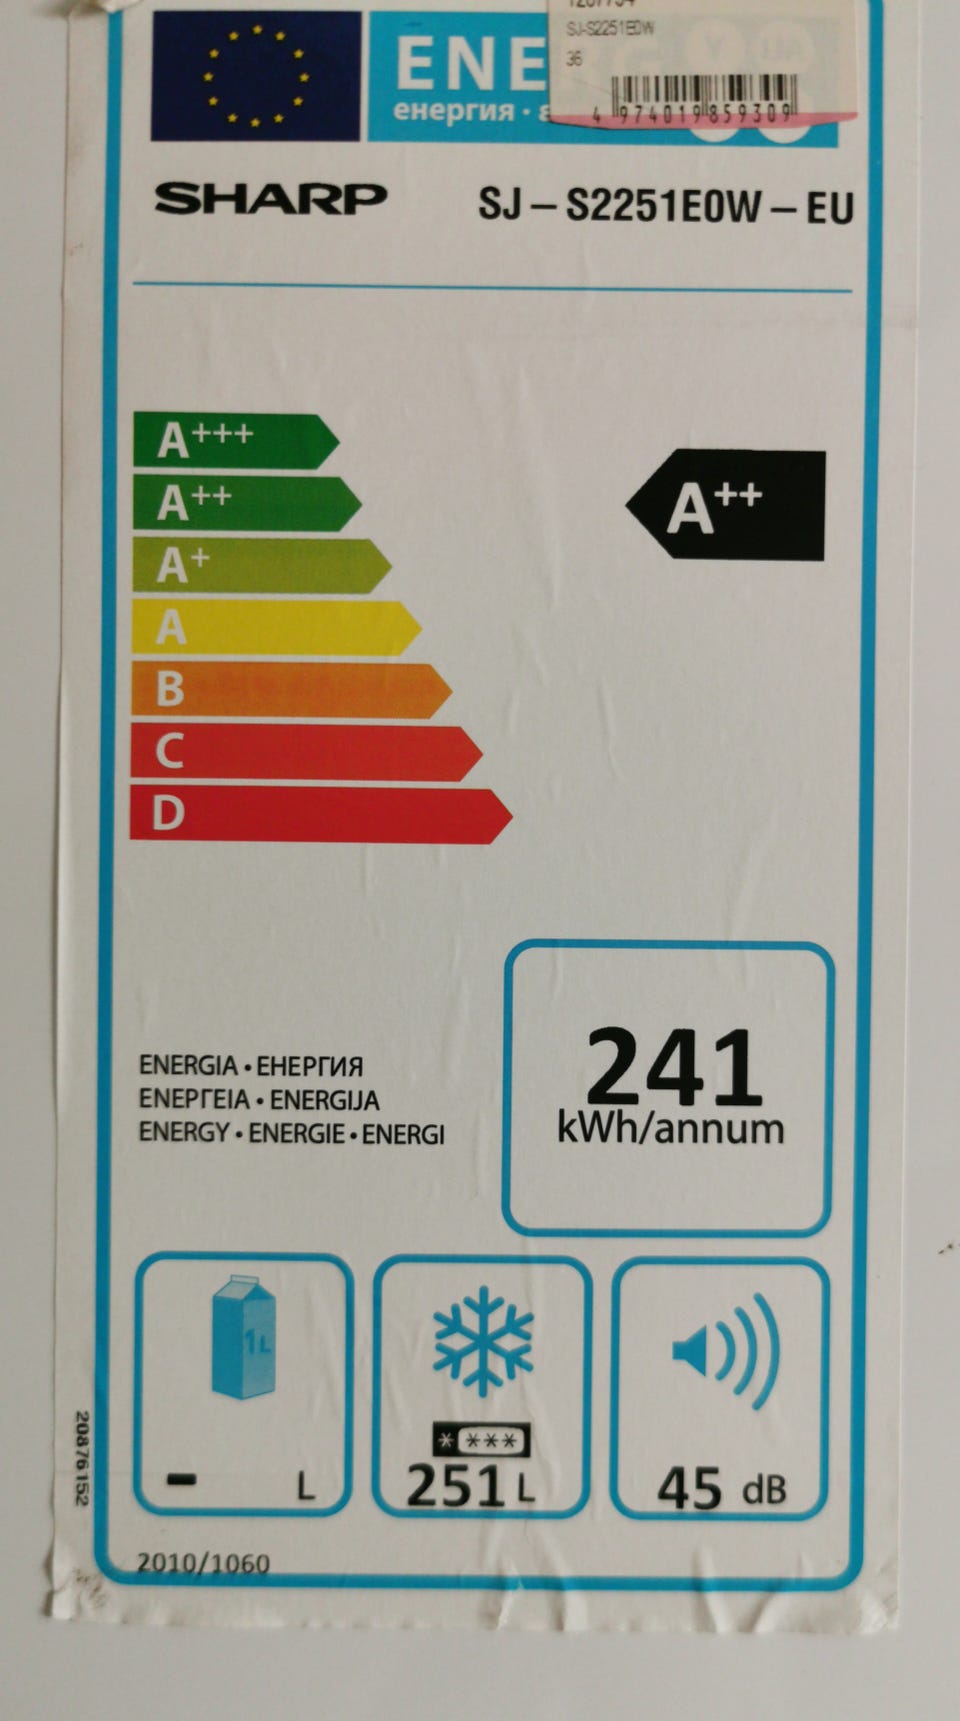 SJ-S2251E0W
36
4 974019 859309
ENE
енергия · ε
SHARP
SJ – S2251E0W – EU
A+++
A++
A+
A
B
C
D
A++
ENERGIA · ЕНЕРГИЯ
ΕΝΕΡΓΕΙΑ · ENERGIJA
ENERGY · ENERGIE · ENERGI
241
kWh/annum
1L
- L
* ***
251 L
45 dB
20876152
2010/1060